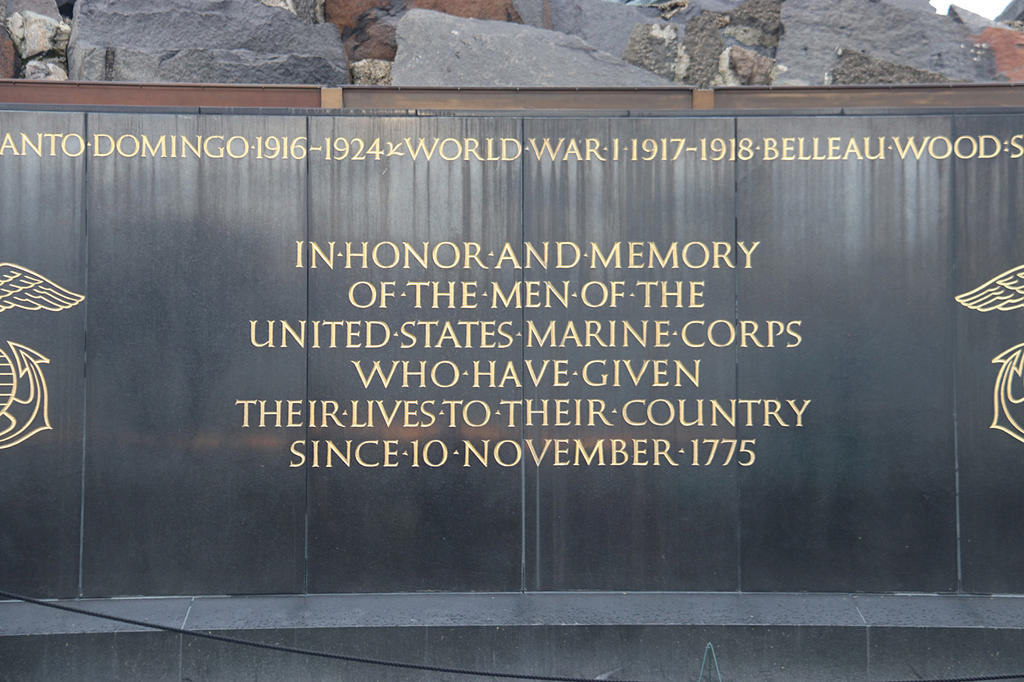 ANTO·DOMINGO·1916~1924 WORLD·WAR·I·1917~1918·BELLEAU·WOOD:S
IN·HONOR·AND·MEMORY
OF·THE·MEN·OF·THE
UNITED·STATES·MARINE·CORPS
WHO·HAVE·GIVEN
THEIR·LIVES·TO·THEIR·COUNTRY
SINCE·10·NOVEMBER·1775